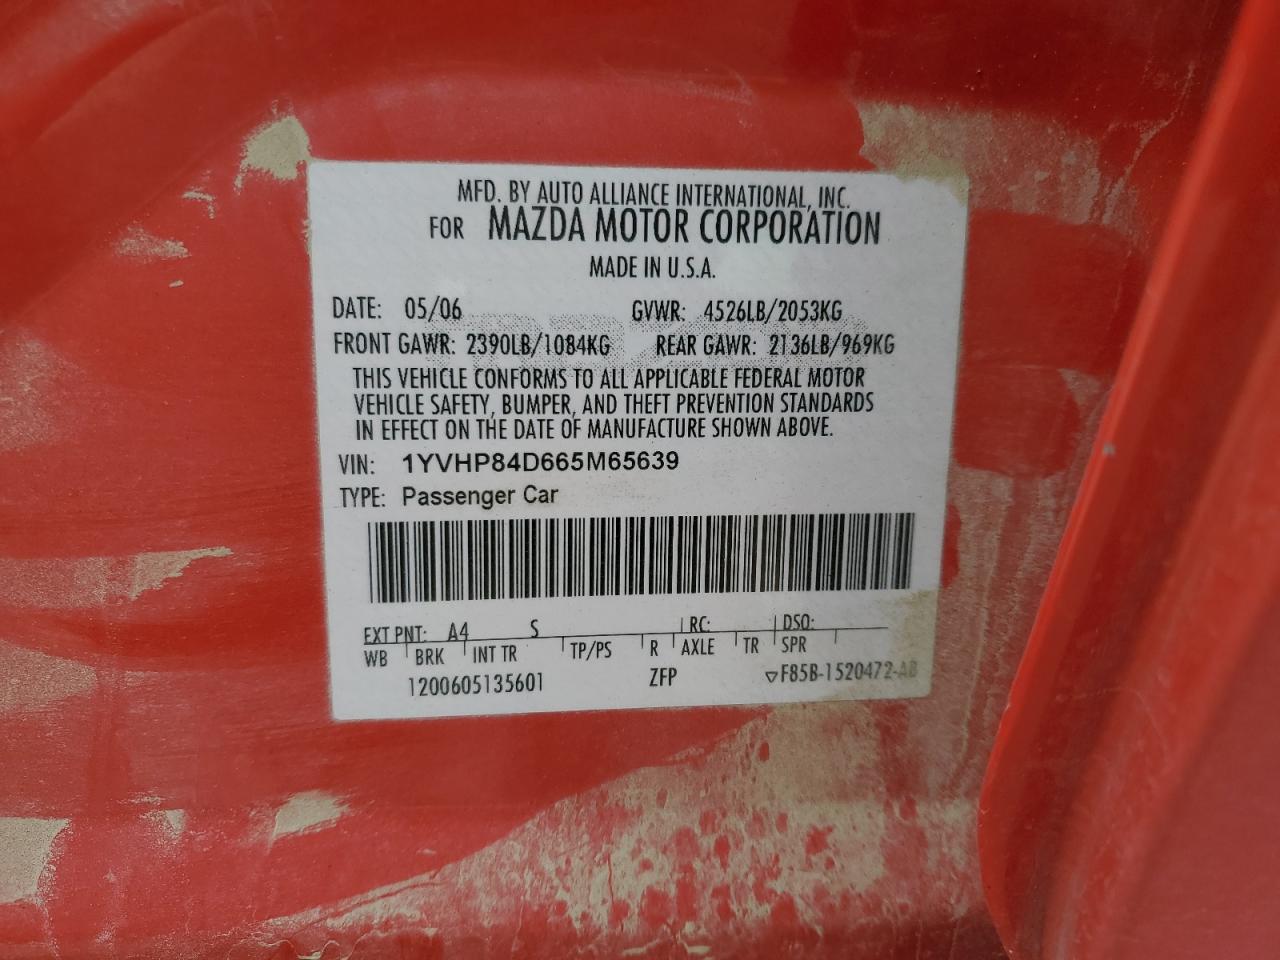 MFD. BY AUTO ALLIANCE INTERNATIONAL, INC.
FOR MAZDA MOTOR CORPORATION
MADE IN U.S.A.
DATE: 05/06 GVWR: 4526LB/2053KG
FRONT GAWR: 2390LB/1084KG REAR GAWR: 2136LB/969KG
THIS VEHICLE CONFORMS TO ALL APPLICABLE FEDERAL MOTOR
VEHICLE SAFETY, BUMPER, AND THEFT PREVENTION STANDARDS
IN EFFECT ON THE DATE OF MANUFACTURE SHOWN ABOVE.
VIN: 1YVHP84D665M65639
TYPE: Passenger Car
EXT PNT: A4 S RC: DSO:
WB BRK INT TR TP/PS R AXLE TR SPR
1200605135601 ZFP ▽F85B-1520472-AB